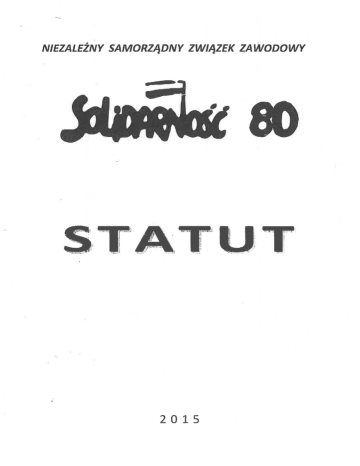 NIEZALEŻNY SAMORZĄDNY ZWIĄZEK ZAWODOWY
SOLiDARNOŚĆ 80
STATUT
2015